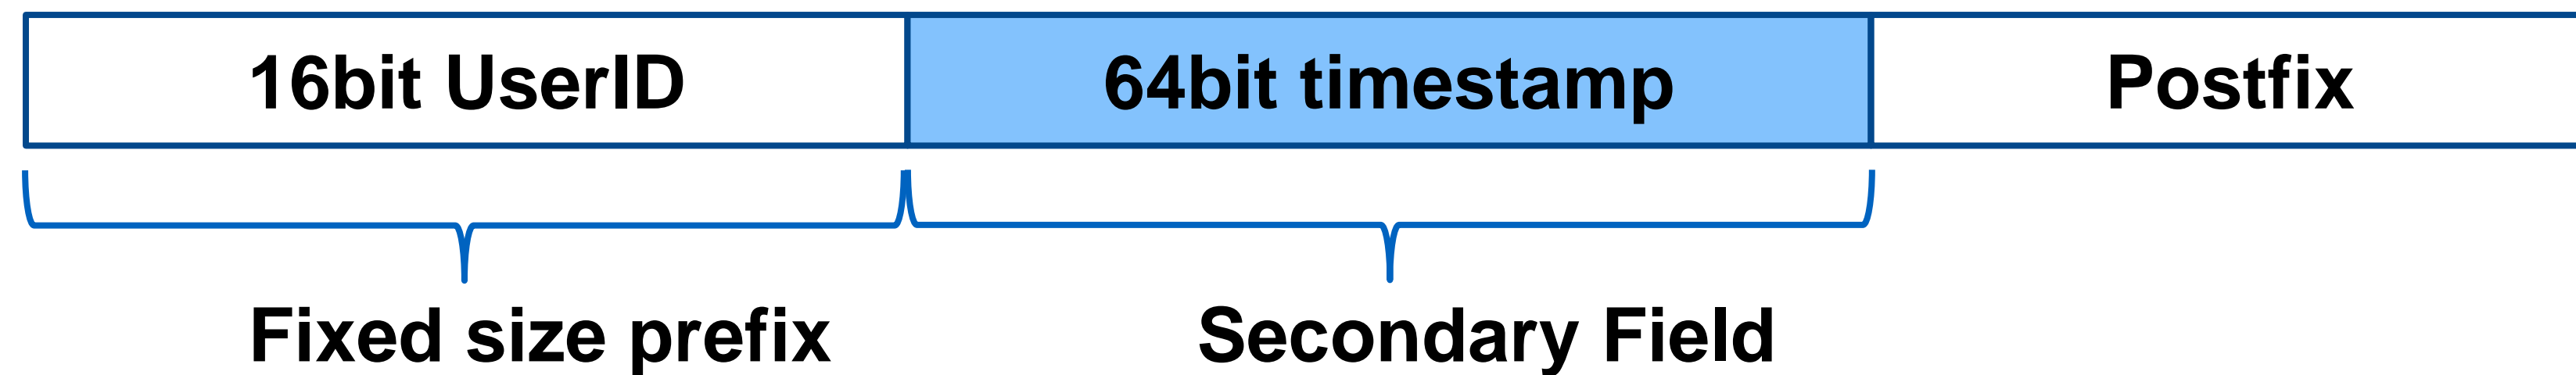 16bit UserID 64bit timestamp Postfix
Fixed size prefix Secondary Field